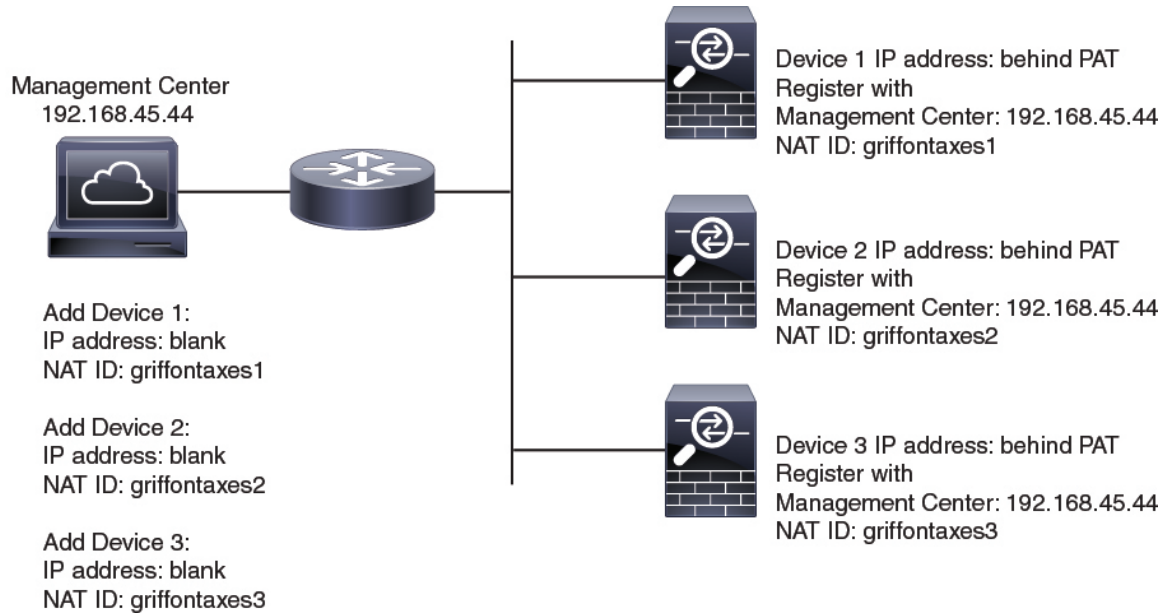 Management Center
192.168.45.44
Add Device 1:
IP address: blank
NAT ID: griffontaxes1
Add Device 2:
IP address: blank
NAT ID: griffontaxes2
Add Device 3:
IP address: blank
NAT ID: griffontaxes3
Device 1 IP address: behind PAT
Register with
Management Center: 192.168.45.44
NAT ID: griffontaxes1
Device 2 IP address: behind PAT
Register with
Management Center: 192.168.45.44
NAT ID: griffontaxes2
Device 3 IP address: behind PAT
Register with
Management Center: 192.168.45.44
NAT ID: griffontaxes3